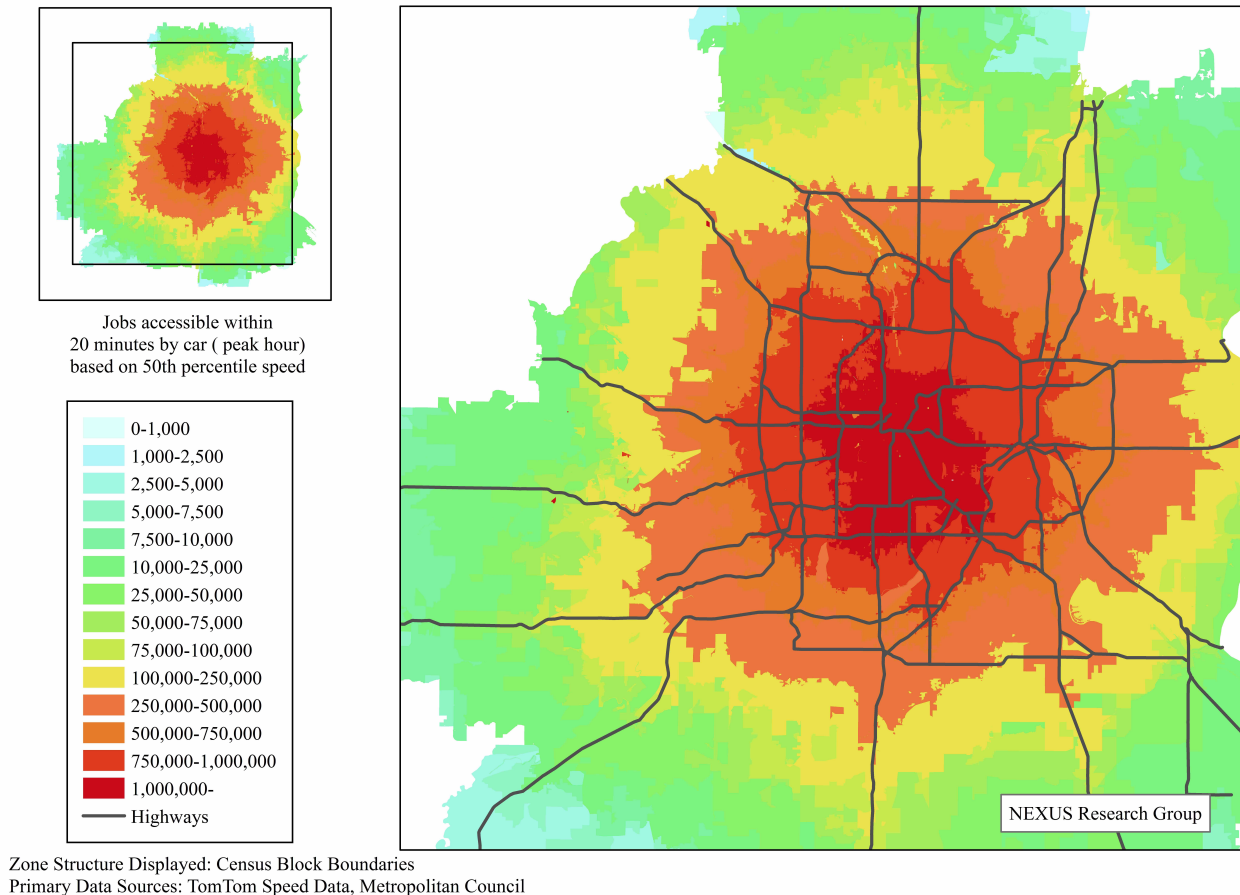 Jobs accessible within
20 minutes by car ( peak hour)
based on 50th percentile speed
0-1,000
1,000-2,500
2,500-5,000
5,000-7,500
7,500-10,000
10,000-25,000
25,000-50,000
50,000-75,000
75,000-100,000
100,000-250,000
250,000-500,000
500,000-750,000
750,000-1,000,000
1,000,000-
Highways
NEXUS Research Group
Zone Structure Displayed: Census Block Boundaries
Primary Data Sources: TomTom Speed Data, Metropolitan Council